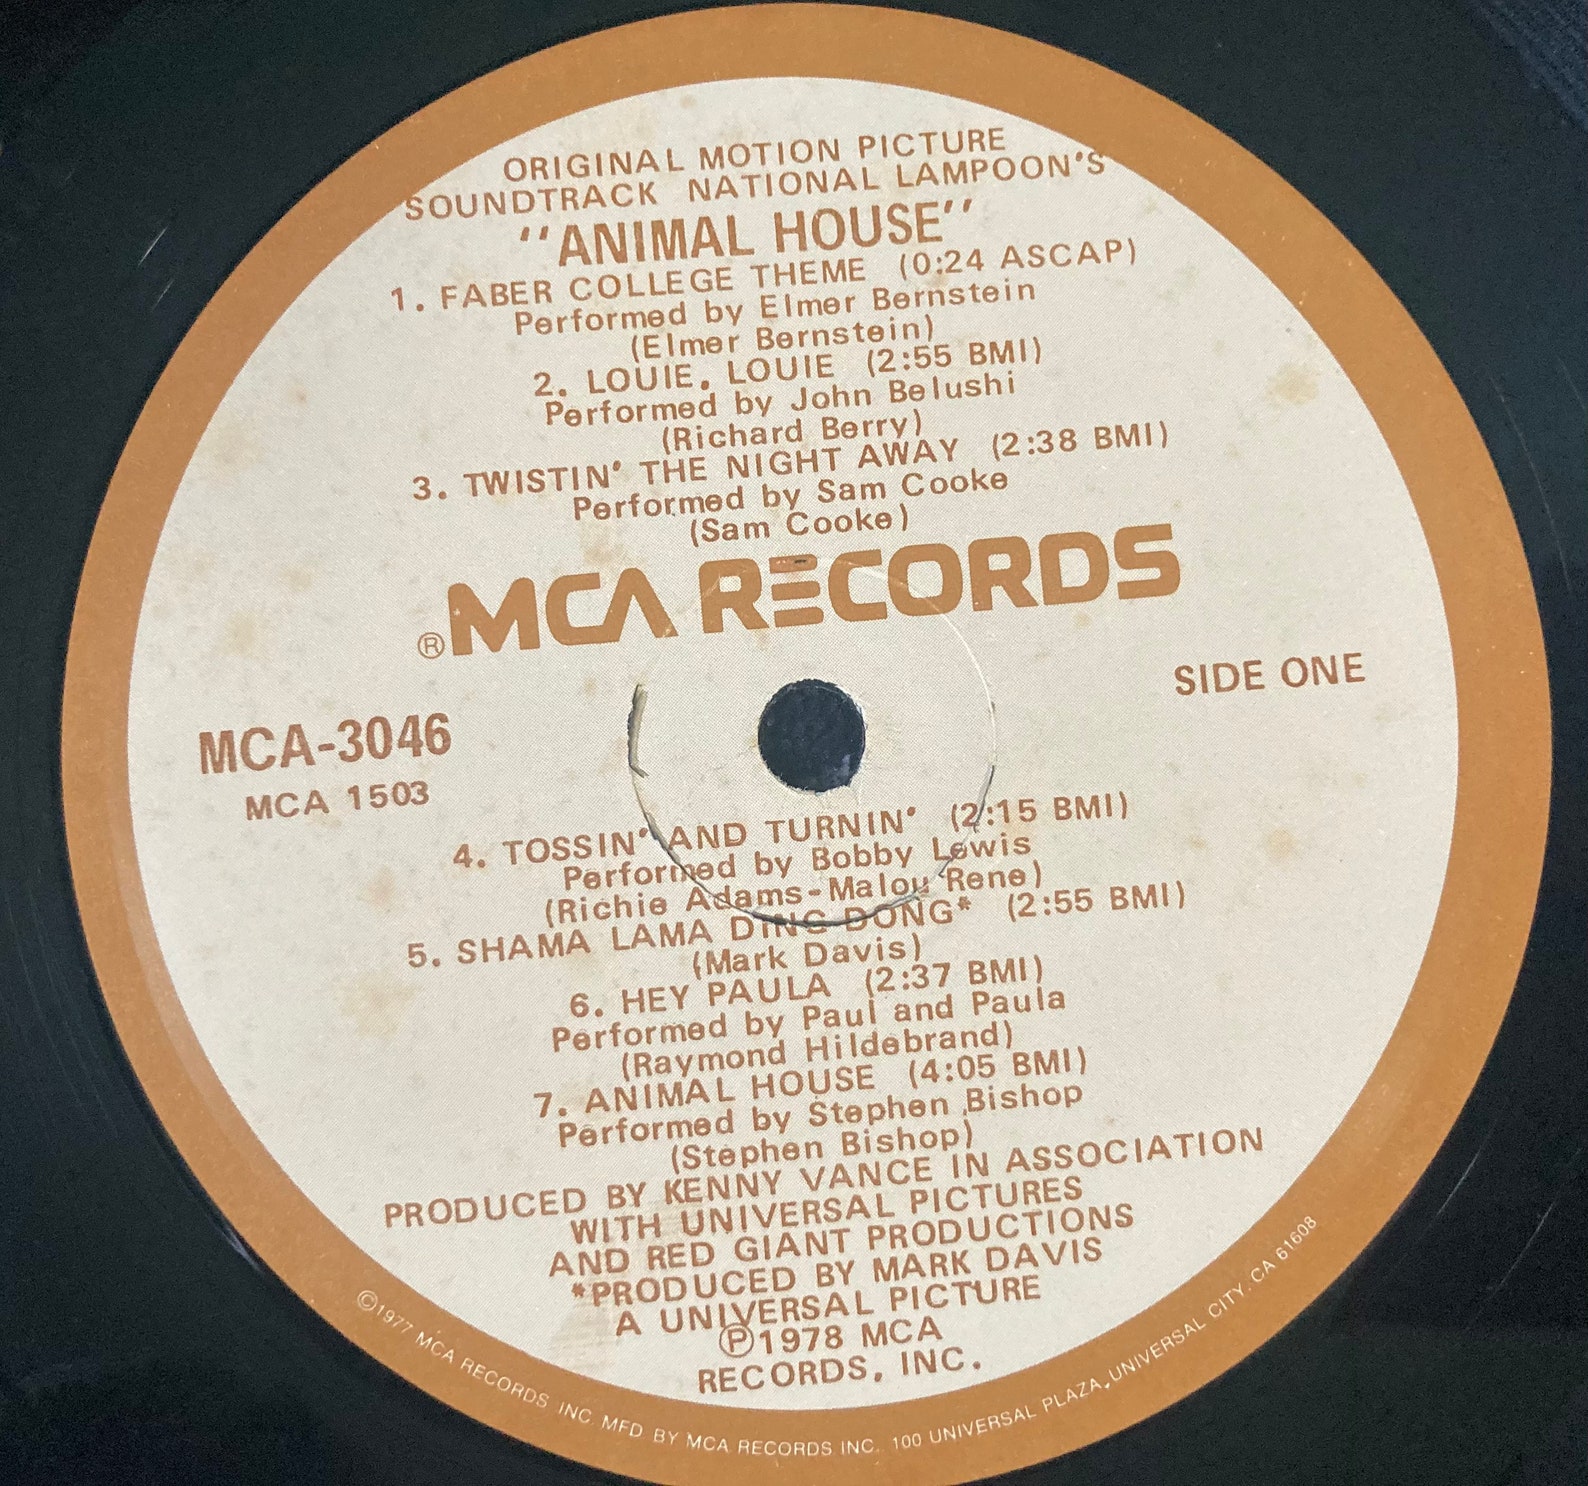 ORIGINAL MOTION PICTURE
SOUNDTRACK NATIONAL LAMPOON'S
"ANIMAL HOUSE"
1. FABER COLLEGE THEME (0:24 ASCAP)
Performed by Elmer Bernstein
(Elmer Bernstein)
2. LOUIE, LOUIE (2:55 BMI)
Performed by John Belushi
(Richard Berry)
3. TWISTIN' THE NIGHT AWAY (2:38 BMI)
Performed by Sam Cooke
(Sam Cooke)
®MCA RECORDS
SIDE ONE
MCA-3046
MCA 1503
4. TOSSIN' AND TURNIN' (2:15 BMI)
Performed by Bobby Lewis
(Richie Adams-Malou Rene)
5. SHAMA LAMA DING DONG* (2:55 BMI)
(Mark Davis)
6. HEY PAULA (2:37 BMI)
Performed by Paul and Paula
(Raymond Hildebrand)
7. ANIMAL HOUSE (4:05 BMI)
Performed by Stephen Bishop
(Stephen Bishop)
PRODUCED BY KENNY VANCE IN ASSOCIATION
WITH UNIVERSAL PICTURES
AND RED GIANT PRODUCTIONS
*PRODUCED BY MARK DAVIS
A UNIVERSAL PICTURE
℗1978 MCA
RECORDS, INC.
©1977 MCA RECORDS INC. MFD BY MCA RECORDS INC. 100 UNIVERSAL PLAZA, UNIVERSAL CITY. CA 61608